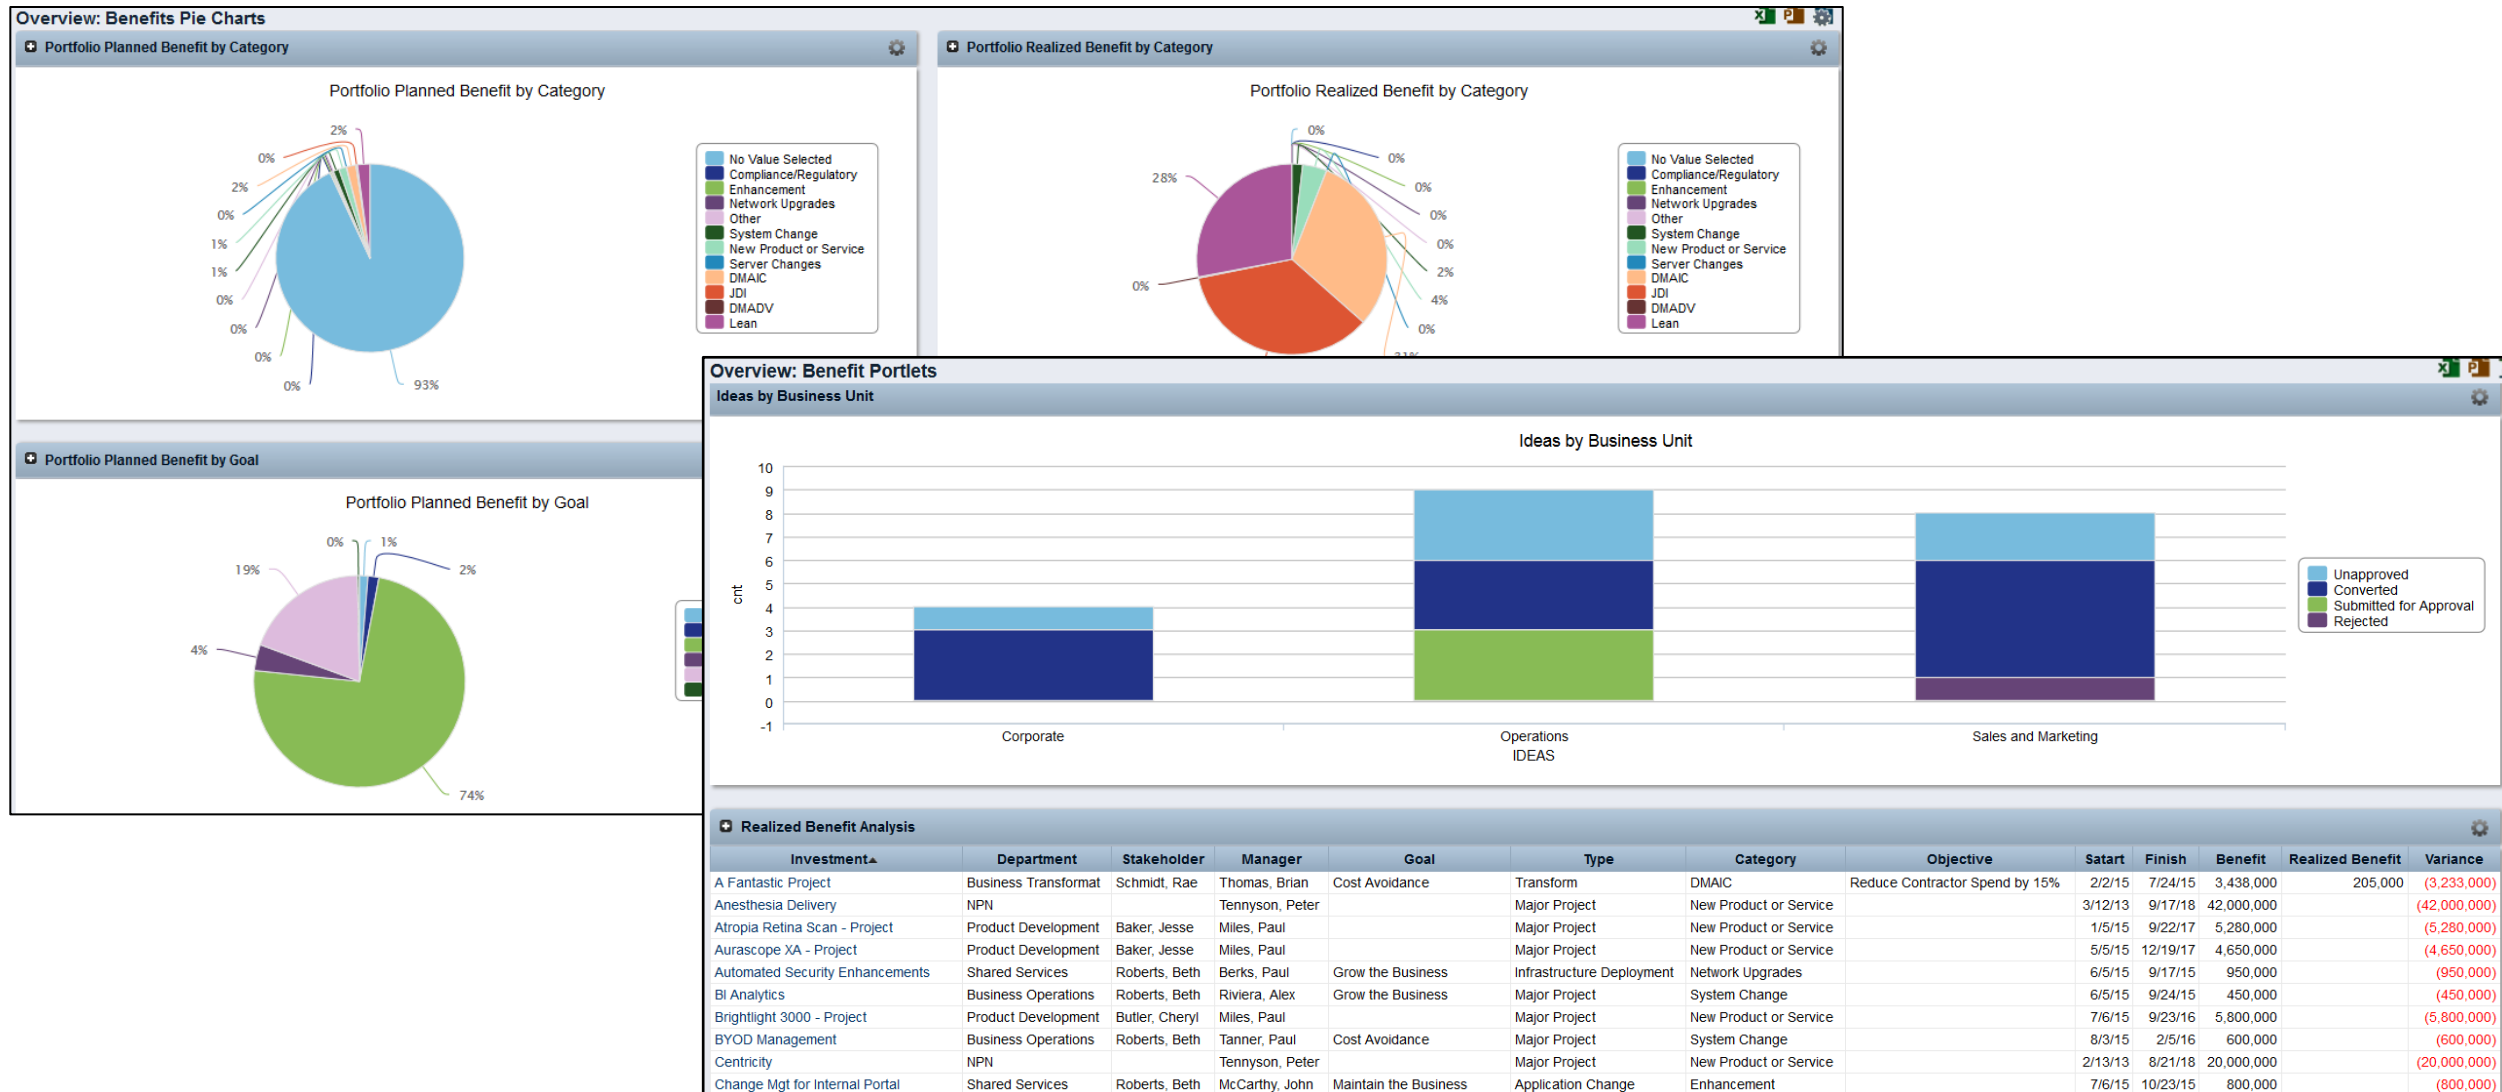 Overview: Benefits Pie Charts
Portfolio Planned Benefit by Category
Portfolio Planned Benefit by Category
2%
0%
2%
0%
1%
1%
0%
0%
0%
0%
93%
No Value Selected
Compliance/Regulatory
Enhancement
Network Upgrades
Other
System Change
New Product or Service
Server Changes
DMAIC
JDI
DMADV
Lean
Portfolio Realized Benefit by Category
Portfolio Realized Benefit by Category
0%
0%
0%
0%
0%
2%
4%
0%
31%
0%
28%
No Value Selected
Compliance/Regulatory
Enhancement
Network Upgrades
Other
System Change
New Product or Service
Server Changes
DMAIC
JDI
DMADV
Lean
Portfolio Planned Benefit by Goal
Portfolio Planned Benefit by Goal
0%
1%
2%
19%
4%
74%
Overview: Benefit Portlets
Ideas by Business Unit
Ideas by Business Unit
10
9
8
7
6
5
4
3
2
1
0
-1
cnt
Corporate
Operations
Sales and Marketing
IDEAS
Unapproved
Converted
Submitted for Approval
Rejected
Realized Benefit Analysis
Investment Department Stakeholder Manager Goal Type Category Objective Satart Finish Benefit Realized Benefit Variance
A Fantastic Project Business Transformat Schmidt, Rae Thomas, Brian Cost Avoidance Transform DMAIC Reduce Contractor Spend by 15% 2/2/15 7/24/15 3,438,000 205,000 (3,233,000)
Anesthesia Delivery NPN Tennyson, Peter Major Project New Product or Service 3/12/13 9/17/18 42,000,000 (42,000,000)
Atropia Retina Scan - Project Product Development Baker, Jesse Miles, Paul Major Project New Product or Service 1/5/15 9/22/17 5,280,000 (5,280,000)
Aurascope XA - Project Product Development Baker, Jesse Miles, Paul Major Project New Product or Service 5/5/15 12/19/17 4,650,000 (4,650,000)
Automated Security Enhancements Shared Services Roberts, Beth Berks, Paul Grow the Business Infrastructure Deployment Network Upgrades 6/5/15 9/17/15 950,000 (950,000)
BI Analytics Business Operations Roberts, Beth Riviera, Alex Grow the Business Major Project System Change 6/5/15 9/24/15 450,000 (450,000)
Brightlight 3000 - Project Product Development Butler, Cheryl Miles, Paul Major Project New Product or Service 7/6/15 9/23/16 5,800,000 (5,800,000)
BYOD Management Business Operations Roberts, Beth Tanner, Paul Cost Avoidance Major Project System Change 8/3/15 2/5/16 600,000 (600,000)
Centricity NPN Tennyson, Peter Major Project New Product or Service 2/13/13 8/21/18 20,000,000 (20,000,000)
Change Mgt for Internal Portal Shared Services Roberts, Beth McCarthy, John Maintain the Business Application Change Enhancement 7/6/15 10/23/15 800,000 (800,000)